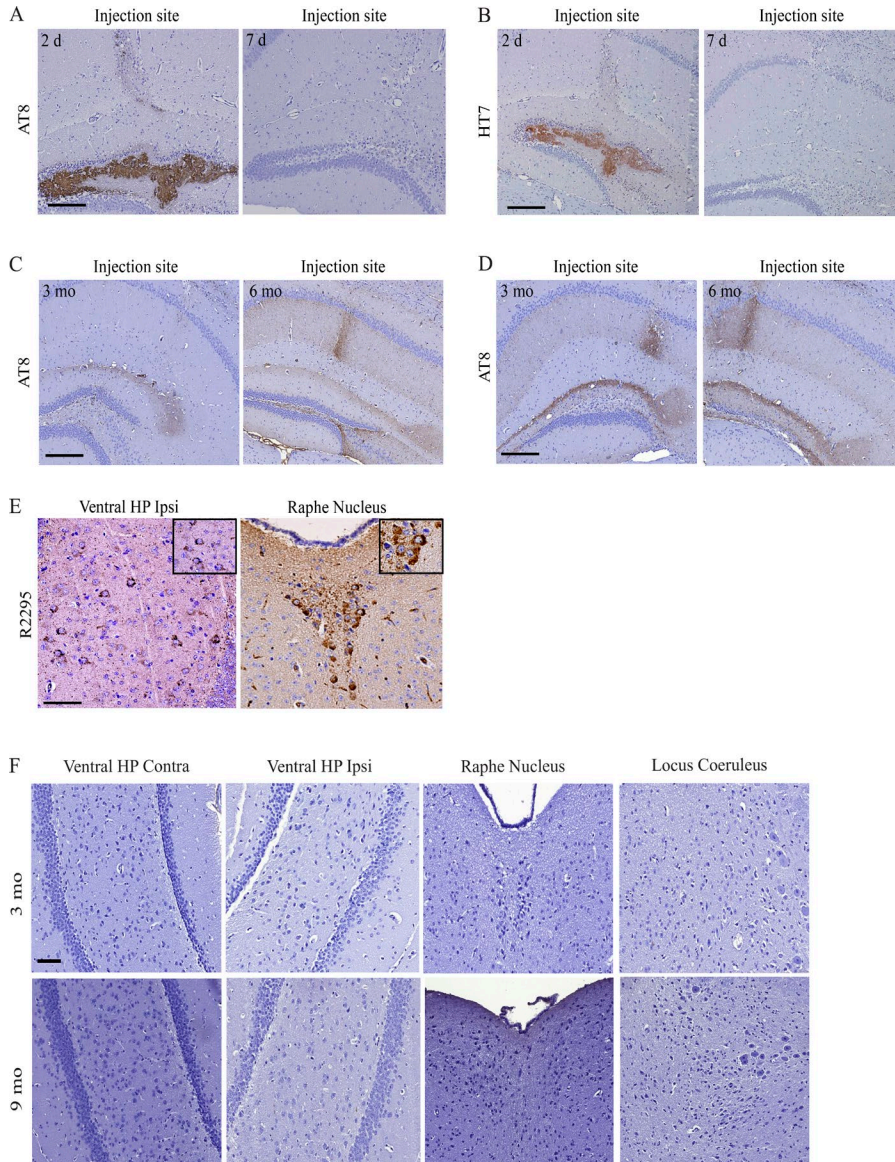 A
Injection site
Injection site
2 d
7 d
AT8
B
Injection site
Injection site
2 d
7 d
HT7
C
Injection site
Injection site
3 mo
6 mo
AT8
D
Injection site
Injection site
3 mo
6 mo
AT8
E
Ventral HP Ipsi
Raphe Nucleus
R2295
F
Ventral HP Contra
Ventral HP Ipsi
Raphe Nucleus
Locus Coeruleus
3 mo
9 mo